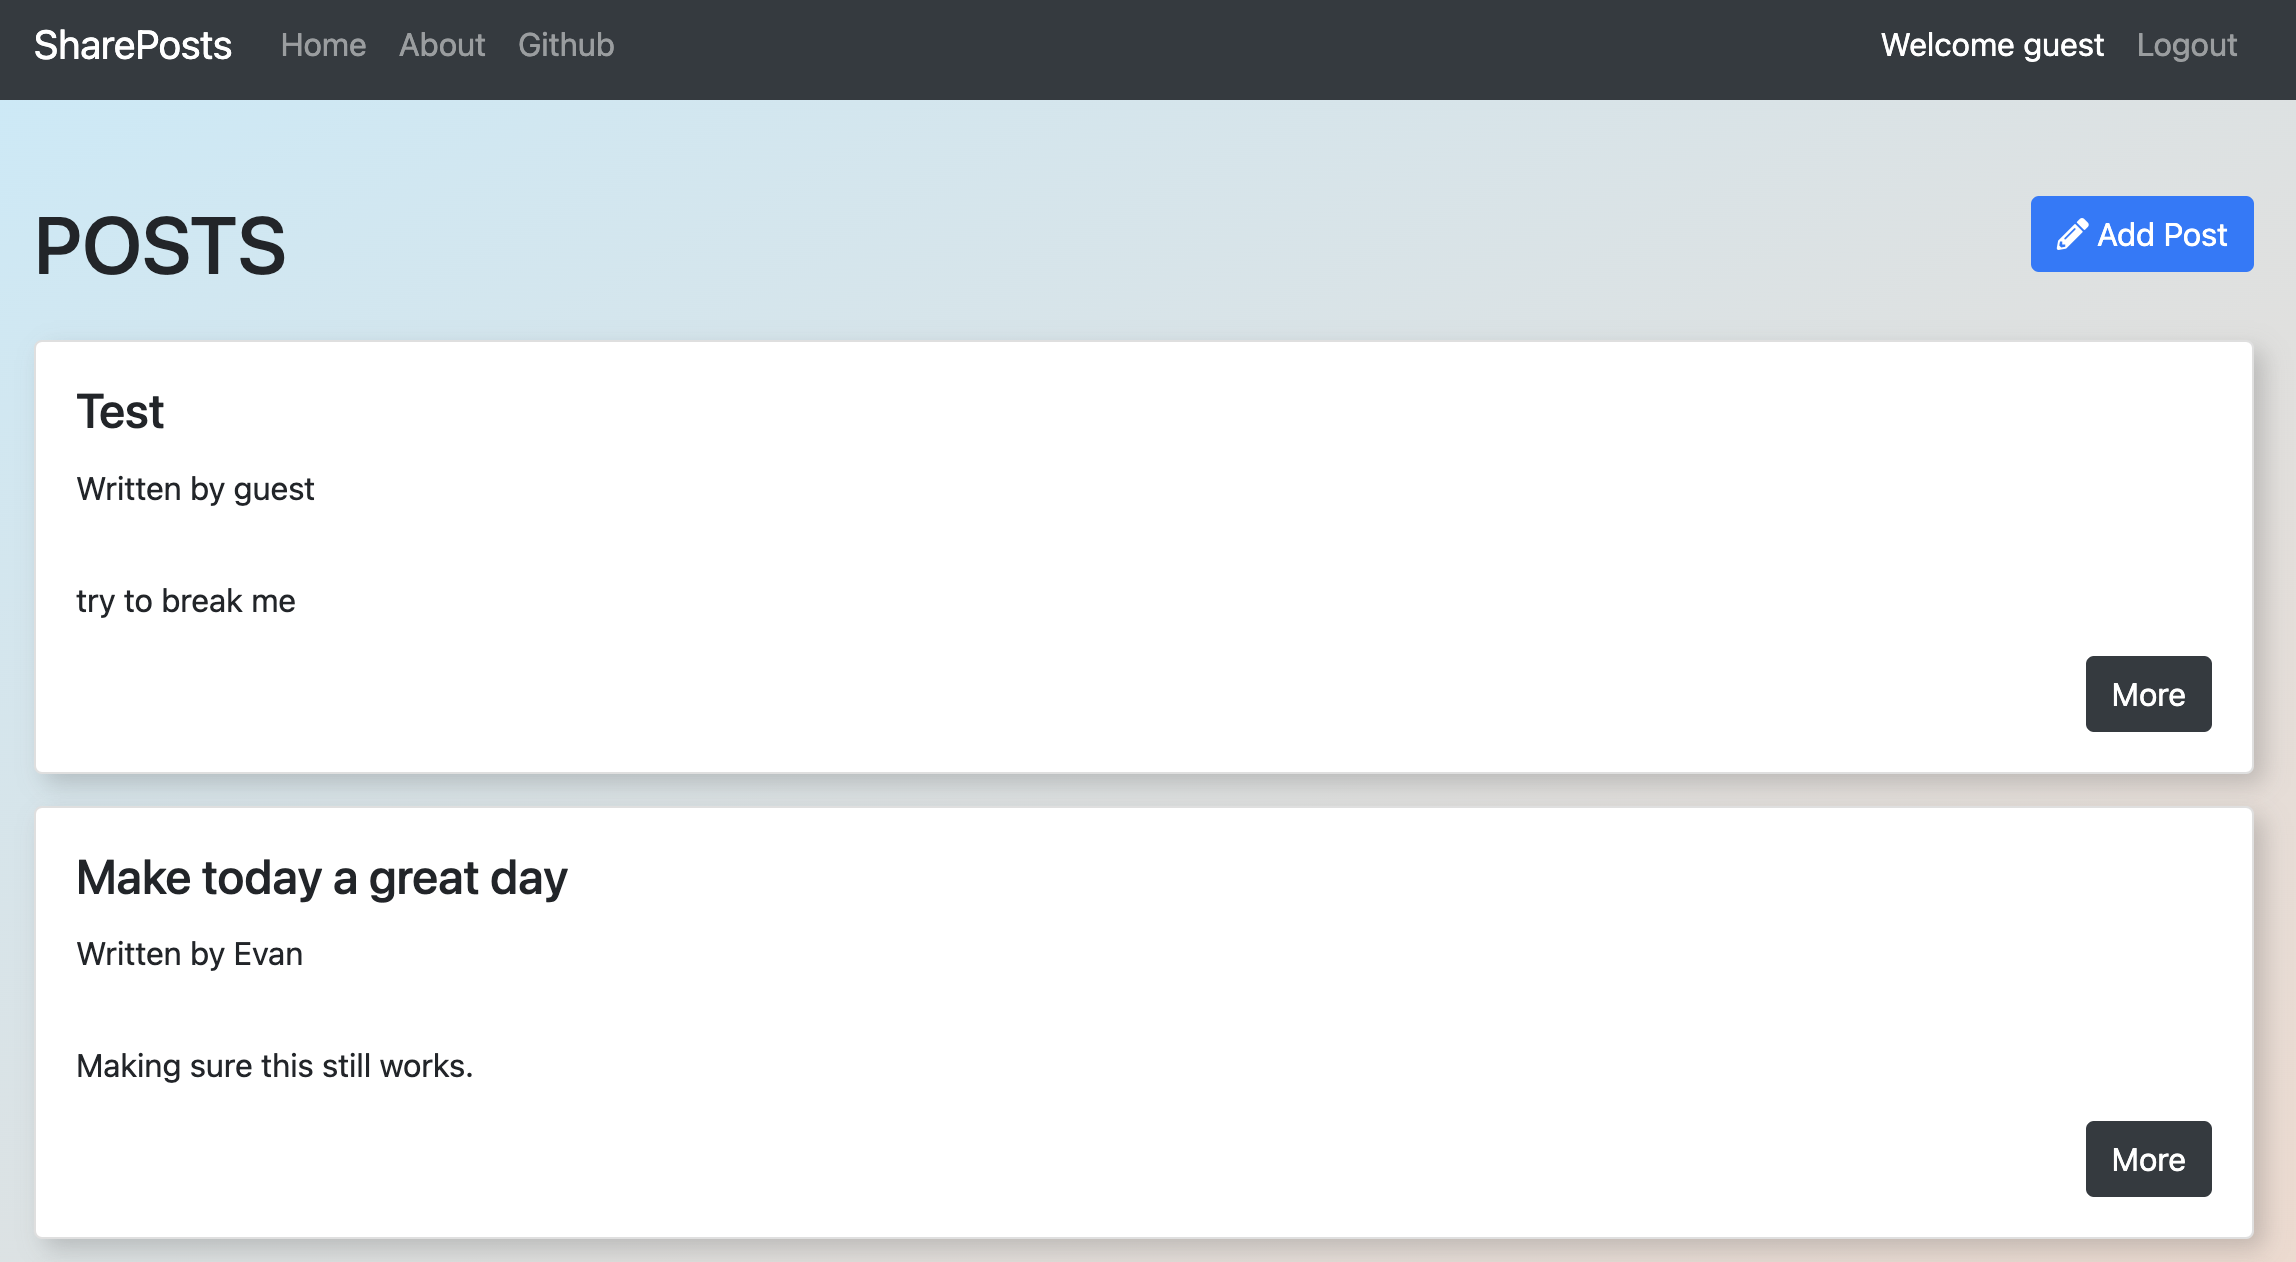 SharePosts Home About Github Welcome guest Logout
POSTS
Add Post
Test
Written by guest
try to break me
More
Make today a great day
Written by Evan
Making sure this still works.
More